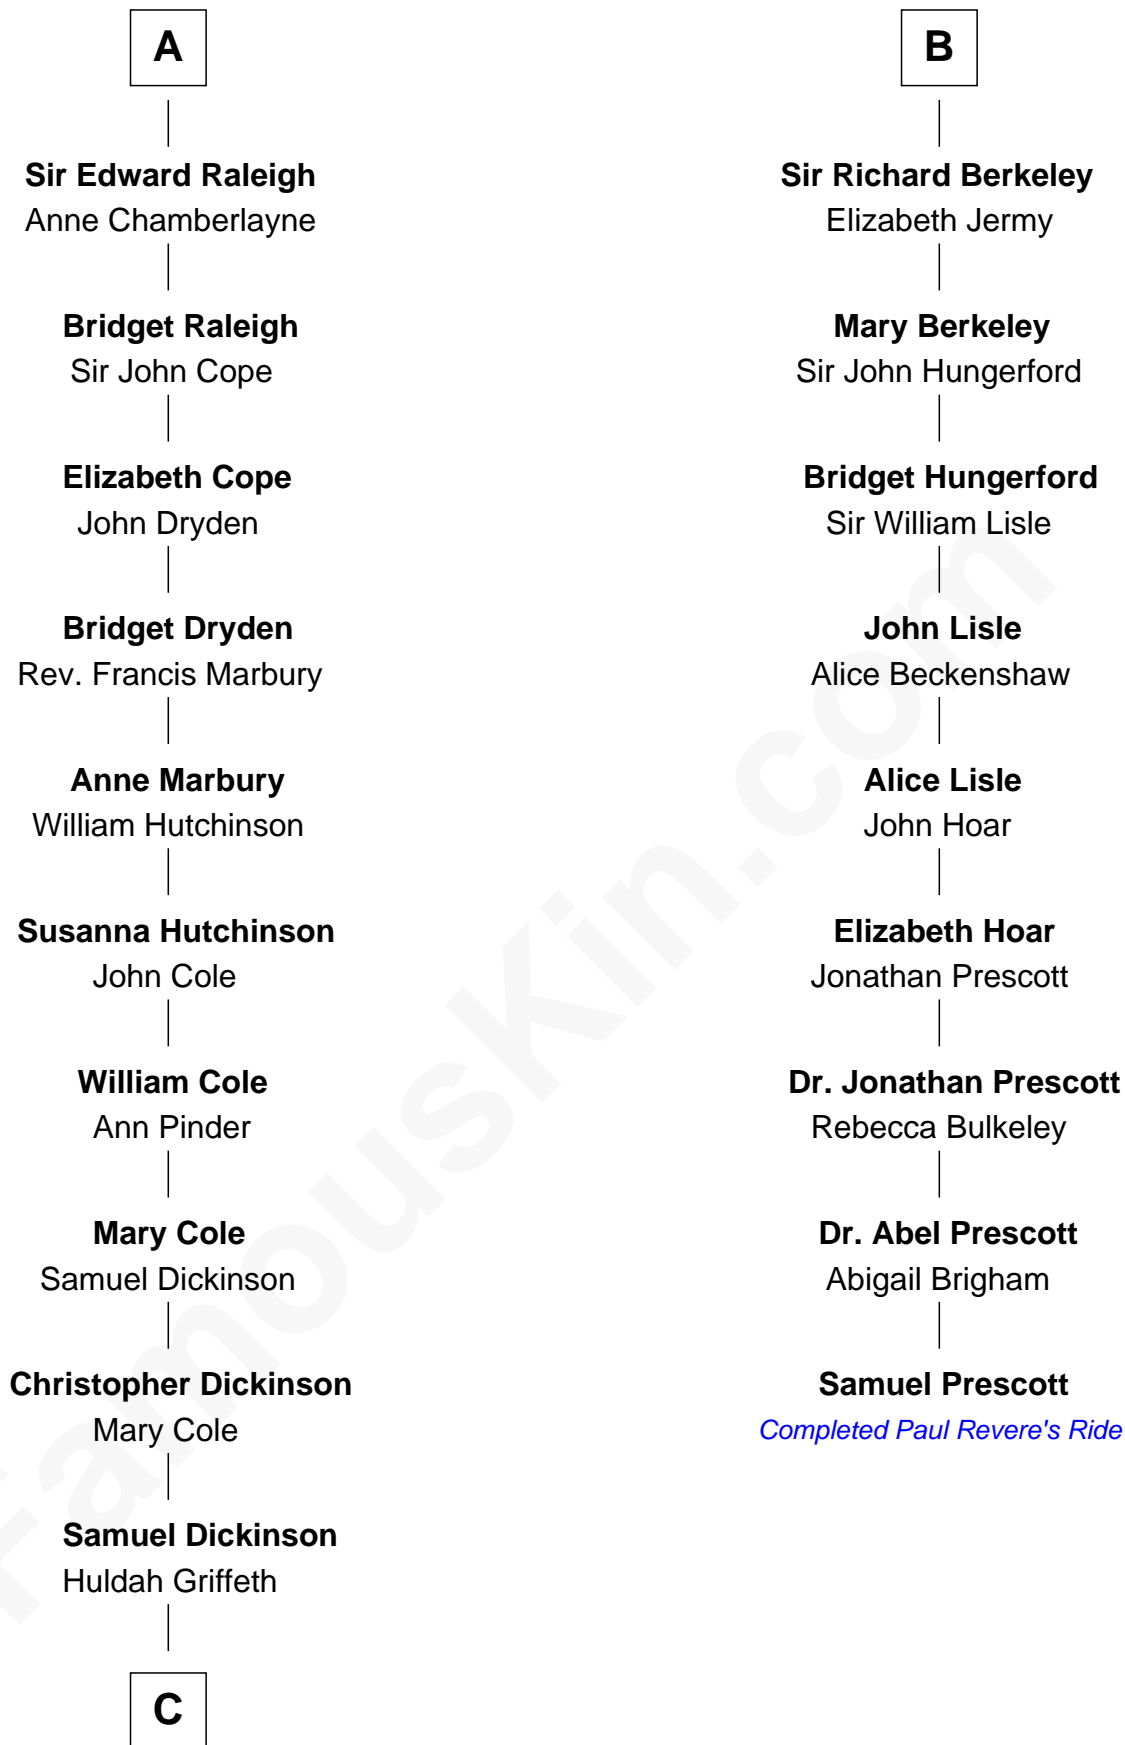 A
Sir Edward Raleigh
Anne Chamberlayne
Bridget Raleigh
Sir John Cope
Elizabeth Cope
John Dryden
Bridget Dryden
Rev. Francis Marbury
Anne Marbury
William Hutchinson
Susanna Hutchinson
John Cole
William Cole
Ann Pinder
Mary Cole
Samuel Dickinson
Christopher Dickinson
Mary Cole
Samuel Dickinson
Huldah Griffeth
C
B
Sir Richard Berkeley
Elizabeth Jermy
Mary Berkeley
Sir John Hungerford
Bridget Hungerford
Sir William Lisle
John Lisle
Alice Beckenshaw
Alice Lisle
John Hoar
Elizabeth Hoar
Jonathan Prescott
Dr. Jonathan Prescott
Rebecca Bulkeley
Dr. Abel Prescott
Abigail Brigham
Samuel Prescott
Completed Paul Revere's Ride
FamousKin.com